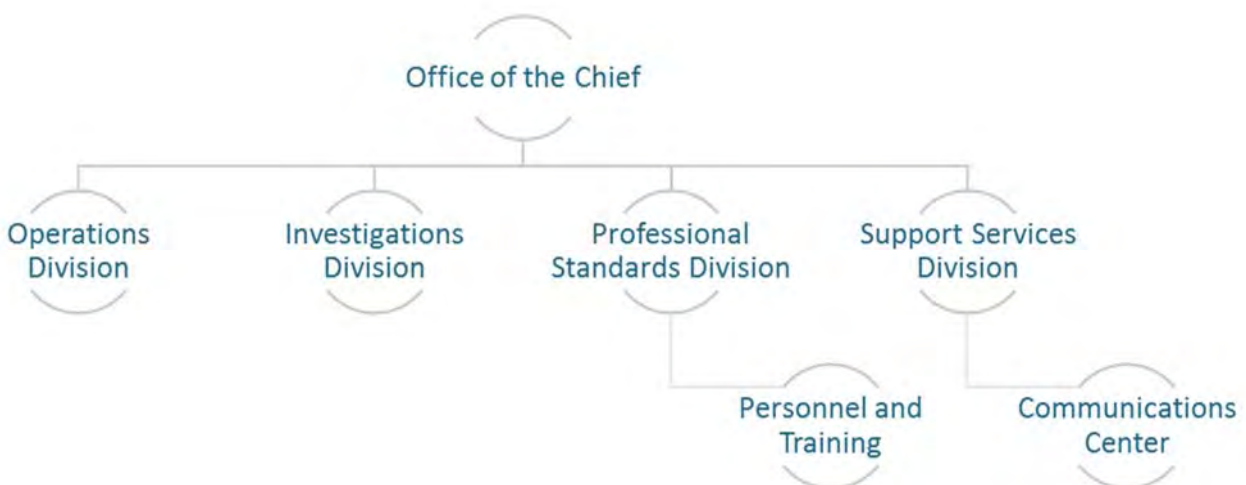 Office of the Chief
Operations
Division
Investigations
Division
Professional
Standards Division
Support Services
Division
Personnel and
Training
Communications
Center